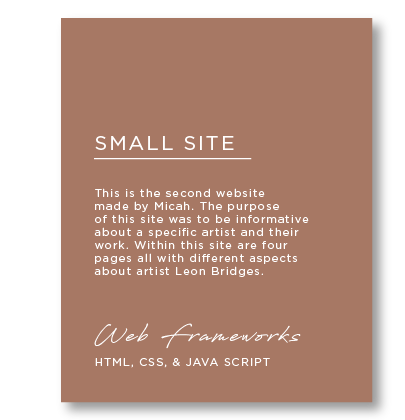 SMALL SITE
This is the second website
made by Micah. The purpose
of this site was to be informative
about a specific artist and their
work. Within this site are four
pages all with different aspects
about artist Leon Bridges.
Web frameworks
HTML, CSS, & JAVA SCRIPT